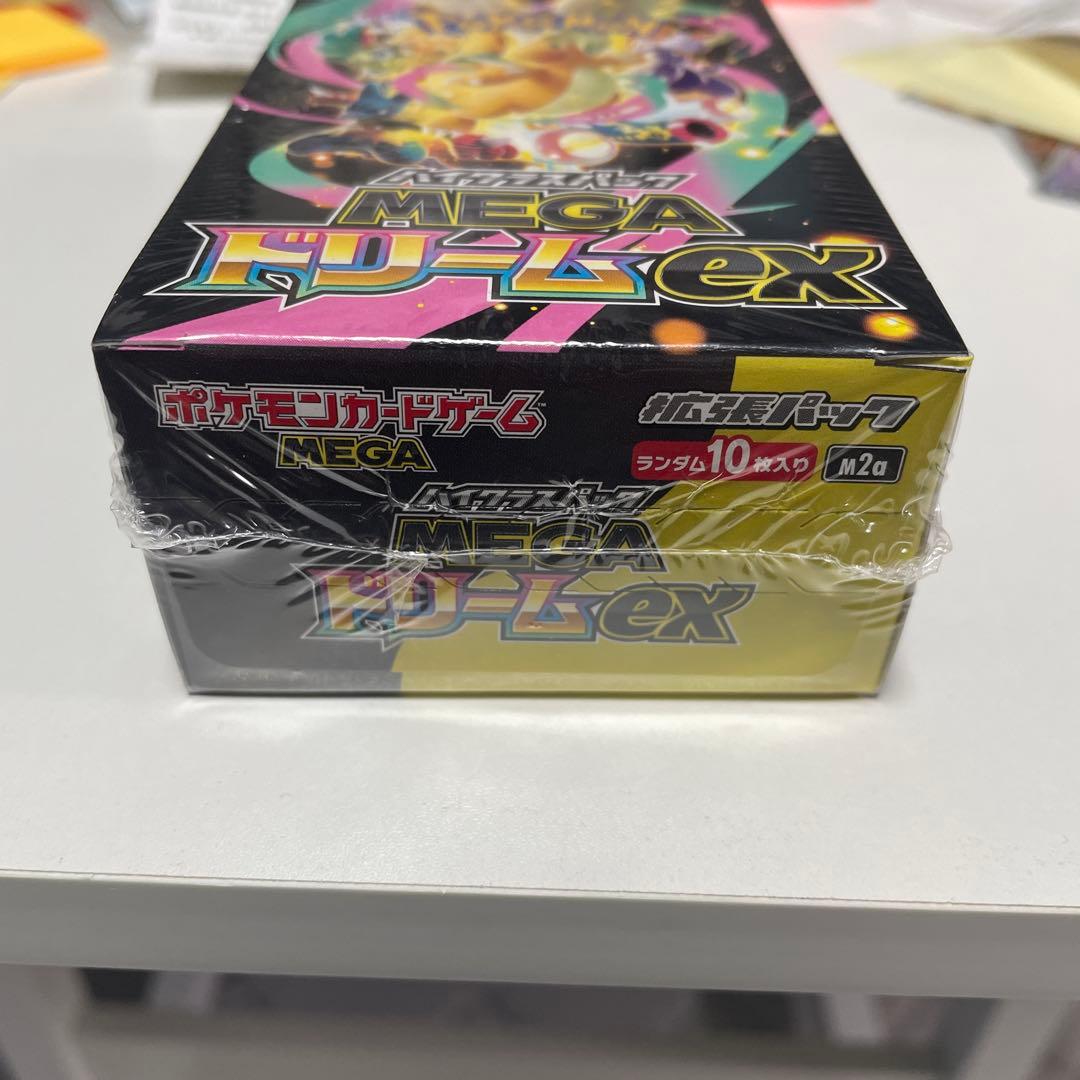 ハイクラスパック
MEGA
ドリームex
ポケモンカードゲーム
MEGA
拡張パック
ランダム10枚入り M2a
ハイクラスパック
MEGA
ドリームex